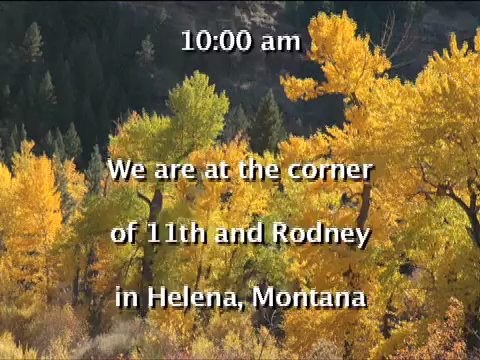 10:00 am
We are at the corner
of 11th and Rodney
in Helena, Montana